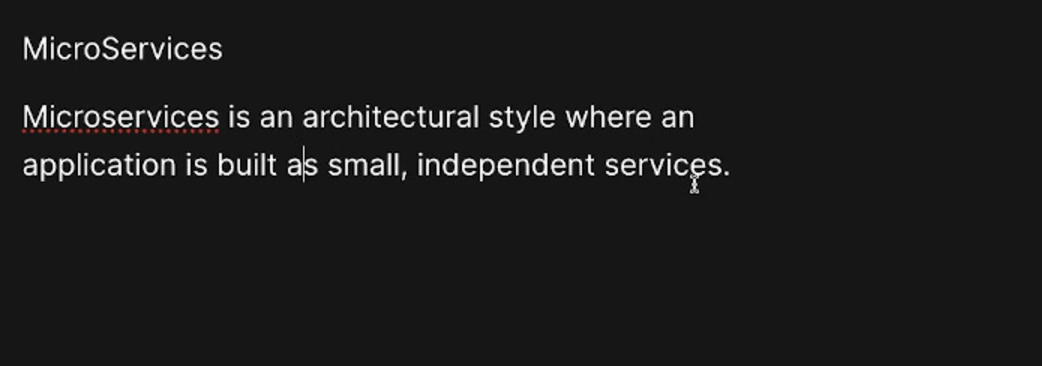 MicroServices
Microservices is an architectural style where an
application is built as small, independent services.